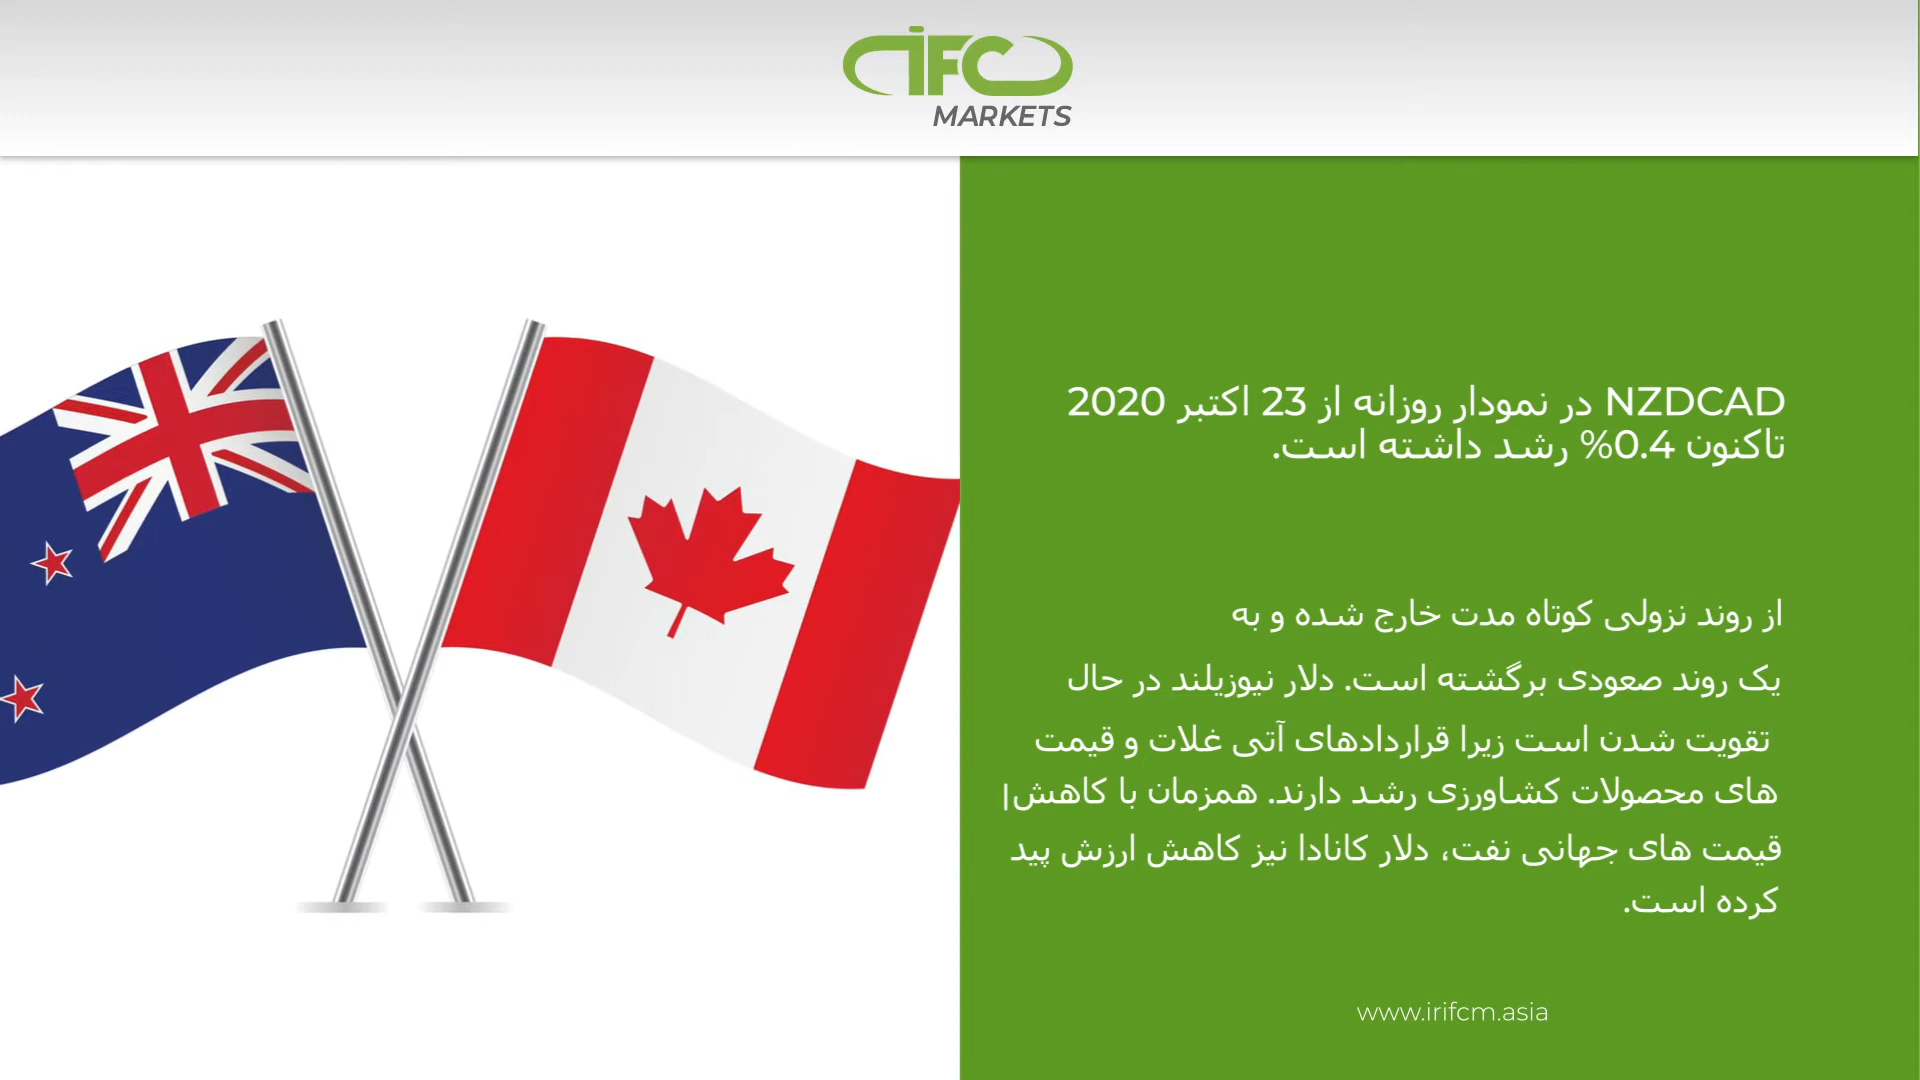 IFC
MARKETS
NZDCAD در نمودار روزانه از 23 اکتبر 2020
تاکنون 0.4% رشد داشته است.
از روند نزولی کوتاه مدت خارج شده و به
یک روند صعودی برگشته است. دلار نیوزیلند در حال
تقویت شدن است زیرا قراردادهای آتی غلات و قیمت
های محصولات کشاورزی رشد دارند. همزمان با کاهش|
قیمت های جهانی نفت، دلار کانادا نیز کاهش ارزش پید
کرده است.
www.irifcm.asia